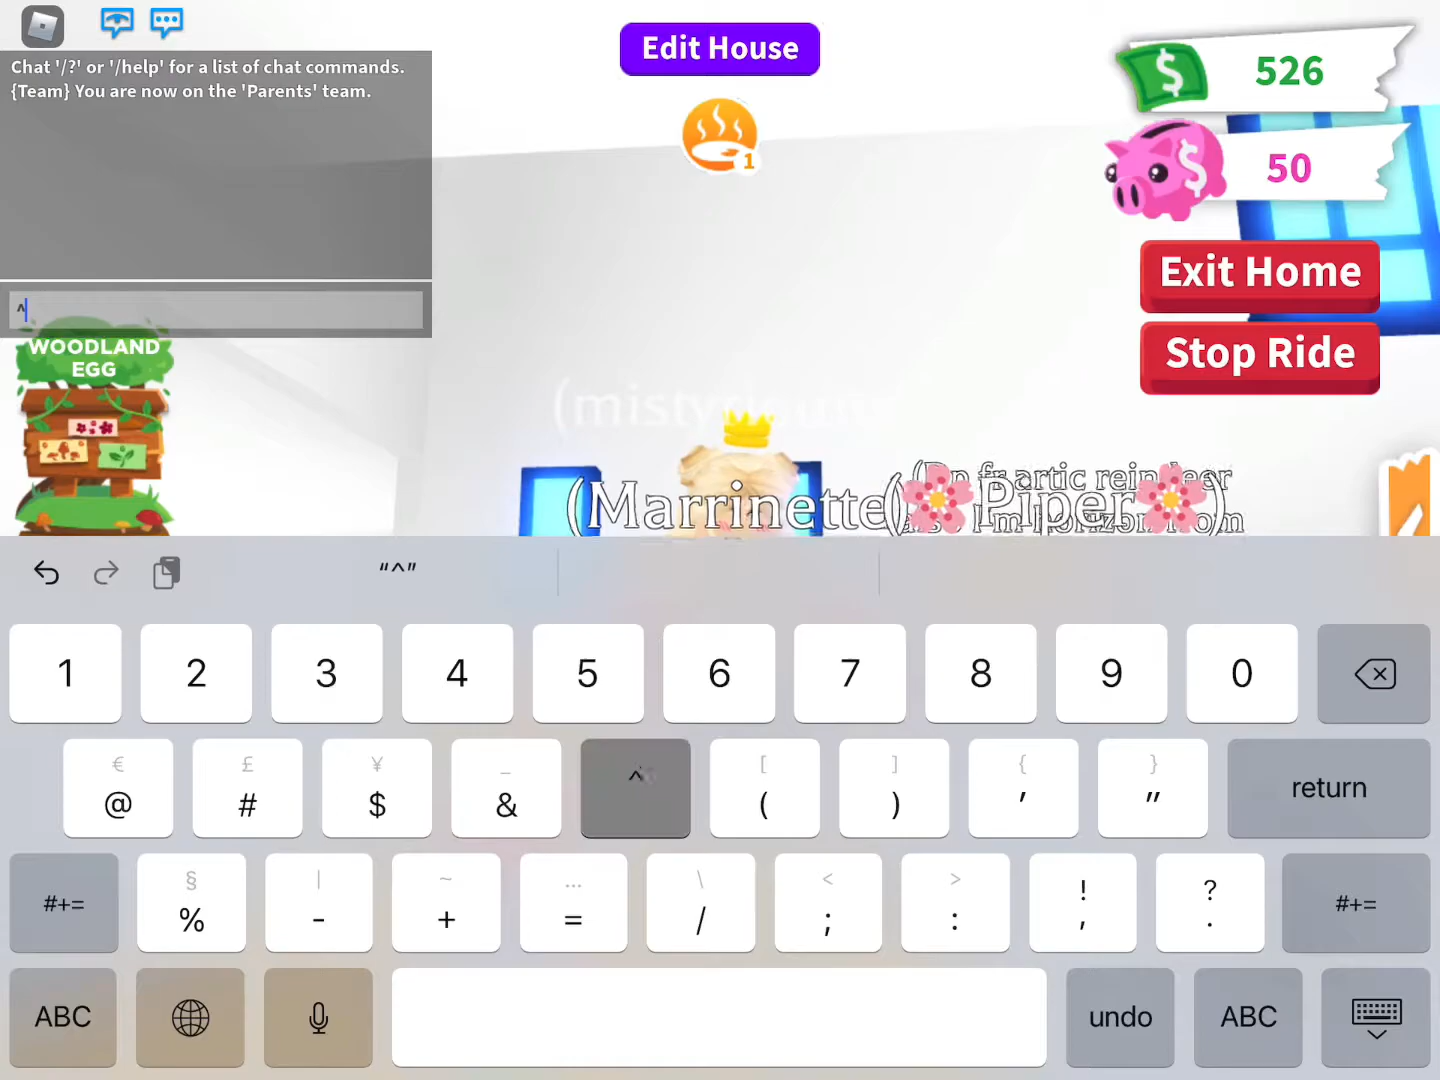 Edit House
526
Chat '/?' or '/help' for a list of chat commands.
{Team} You are now on the 'Parents' team.
1
50
Exit Home
^
WOODLAND
EGG
Stop Ride
(Marrinette
(🌸Piper🌸)
artic reindeer
“^”
1 2 3 4 5 6 7 8 9 0
€ £ ¥ _ ^ [ ] { }
@ # $ & ( ) ' " return
§ | ~ … \ < > ! ?
#+= % - + = / ; : , . #+=
ABC undo ABC